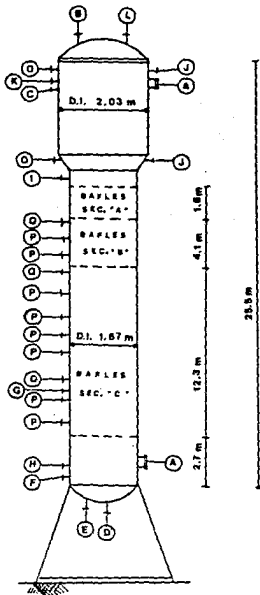 B L
Q J
K A
C
D.I. 2,03 m
O J
I
BAFLES
SEC. "A"
1.6 m
Q
P BAFLES
P SEC. "B"
4.1 m
Q
P
P
P D.I. 1,67 m
P
25.5 m
Q BAFLES
G
P SEC. "C"
12.3 m
P
H A
F
2.7 m
E D